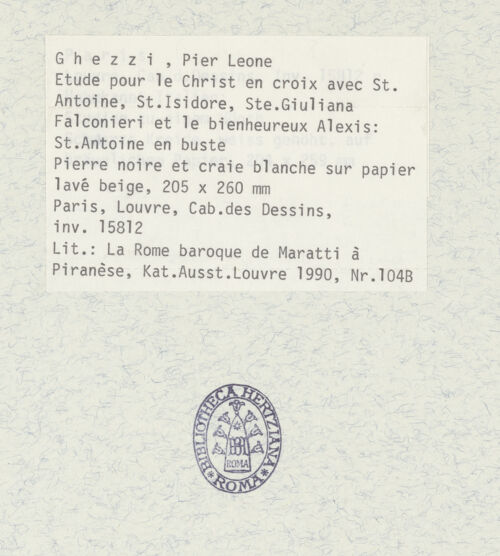 G h e z z i , Pier Leone
Etude pour le Christ en croix avec St.
Antoine, St.Isidore, Ste.Giuliana
Falconieri et le bienheureux Alexis:
St.Antoine en buste
Pierre noire et craie blanche sur papier
lavé beige, 205 x 260 mm
Paris, Louvre, Cab.des Dessins,
inv. 15812
Lit.: La Rome baroque de Maratti à
Piranèse, Kat.Ausst.Louvre 1990, Nr.104B
BIBLIOTHECA HERTZIANA
ROMA
ROMA